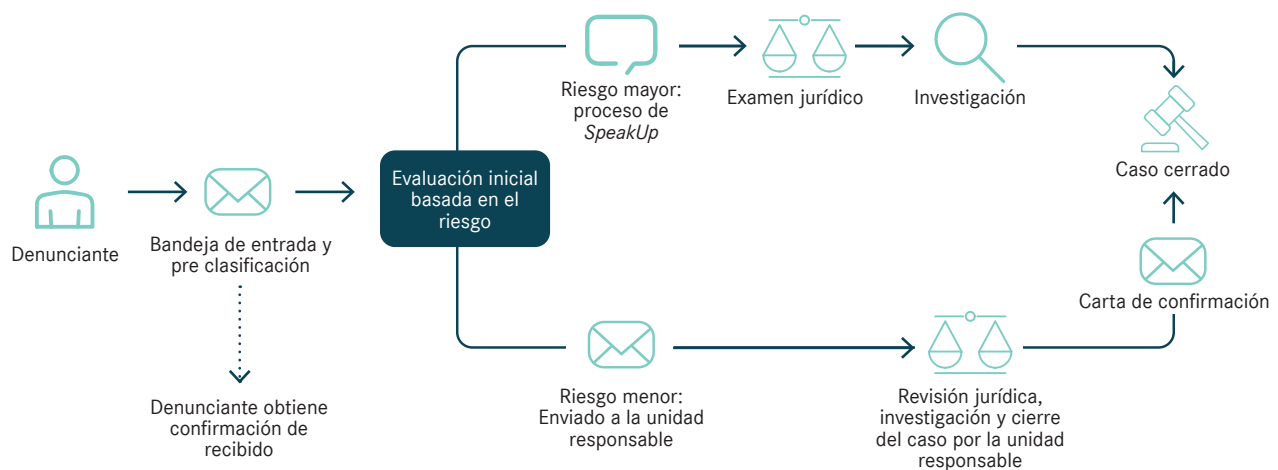 Denunciante
Bandeja de entrada y
pre clasificación
Denunciante obtiene
confirmación de
recibido
Evaluación inicial
basada en el
riesgo
Riesgo mayor:
proceso de
SpeakUp
Examen jurídico
Investigación
Caso cerrado
Riesgo menor:
Enviado a la unidad
responsable
Revisión jurídica,
investigación y cierre
del caso por la unidad
responsable
Carta de confirmación